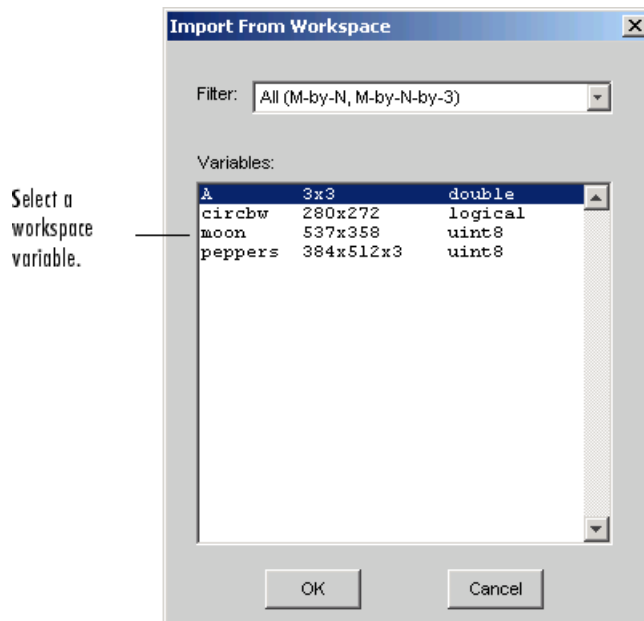 Import From Workspace
Filter: All (M-by-N, M-by-N-by-3)
Variables:
Select a
workspace
variable.
A 3x3 double
circbw 280x272 logical
moon 537x358 uint8
peppers 384x512x3 uint8
OK Cancel